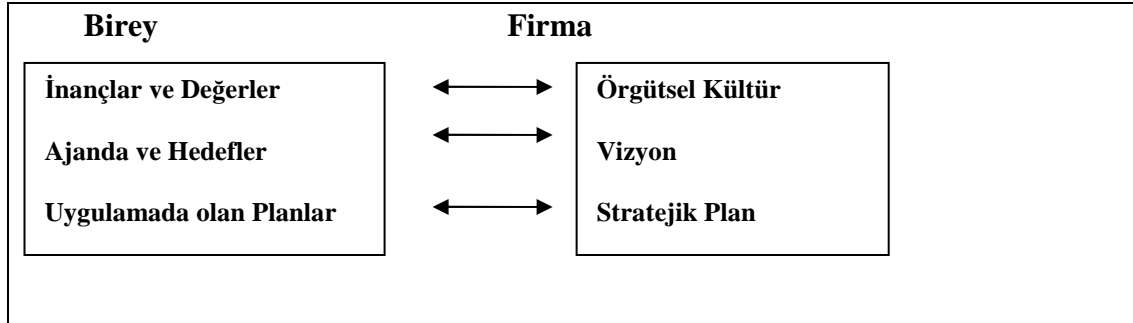 Birey Firma
İnançlar ve Değerler Örgütsel Kültür
Ajanda ve Hedefler Vizyon
Uygulamada olan Planlar Stratejik Plan